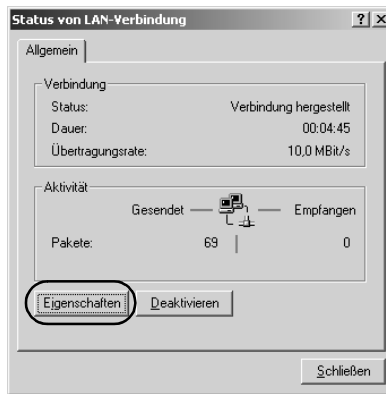 Status von LAN-Verbindung
Allgemein
Verbindung
Status: Verbindung hergestellt
Dauer: 00:04:45
Übertragungsrate: 10,0 MBit/s
Aktivität
Gesendet Empfangen
Pakete: 69 0
Eigenschaften Deaktivieren
Schließen